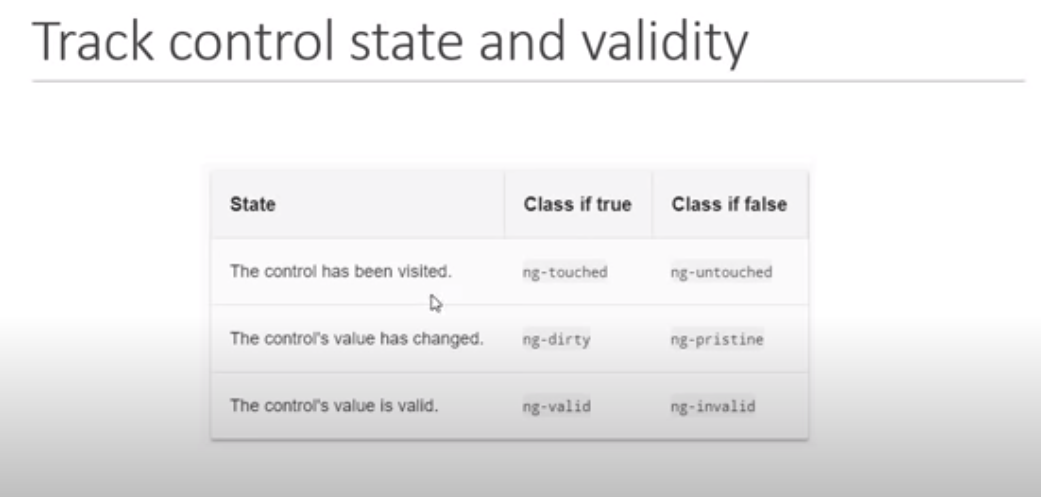 Track control state and validity
State Class if true Class if false
The control has been visited. ng-touched ng-untouched
The control's value has changed. ng-dirty ng-pristine
The control's value is valid. ng-valid ng-invalid